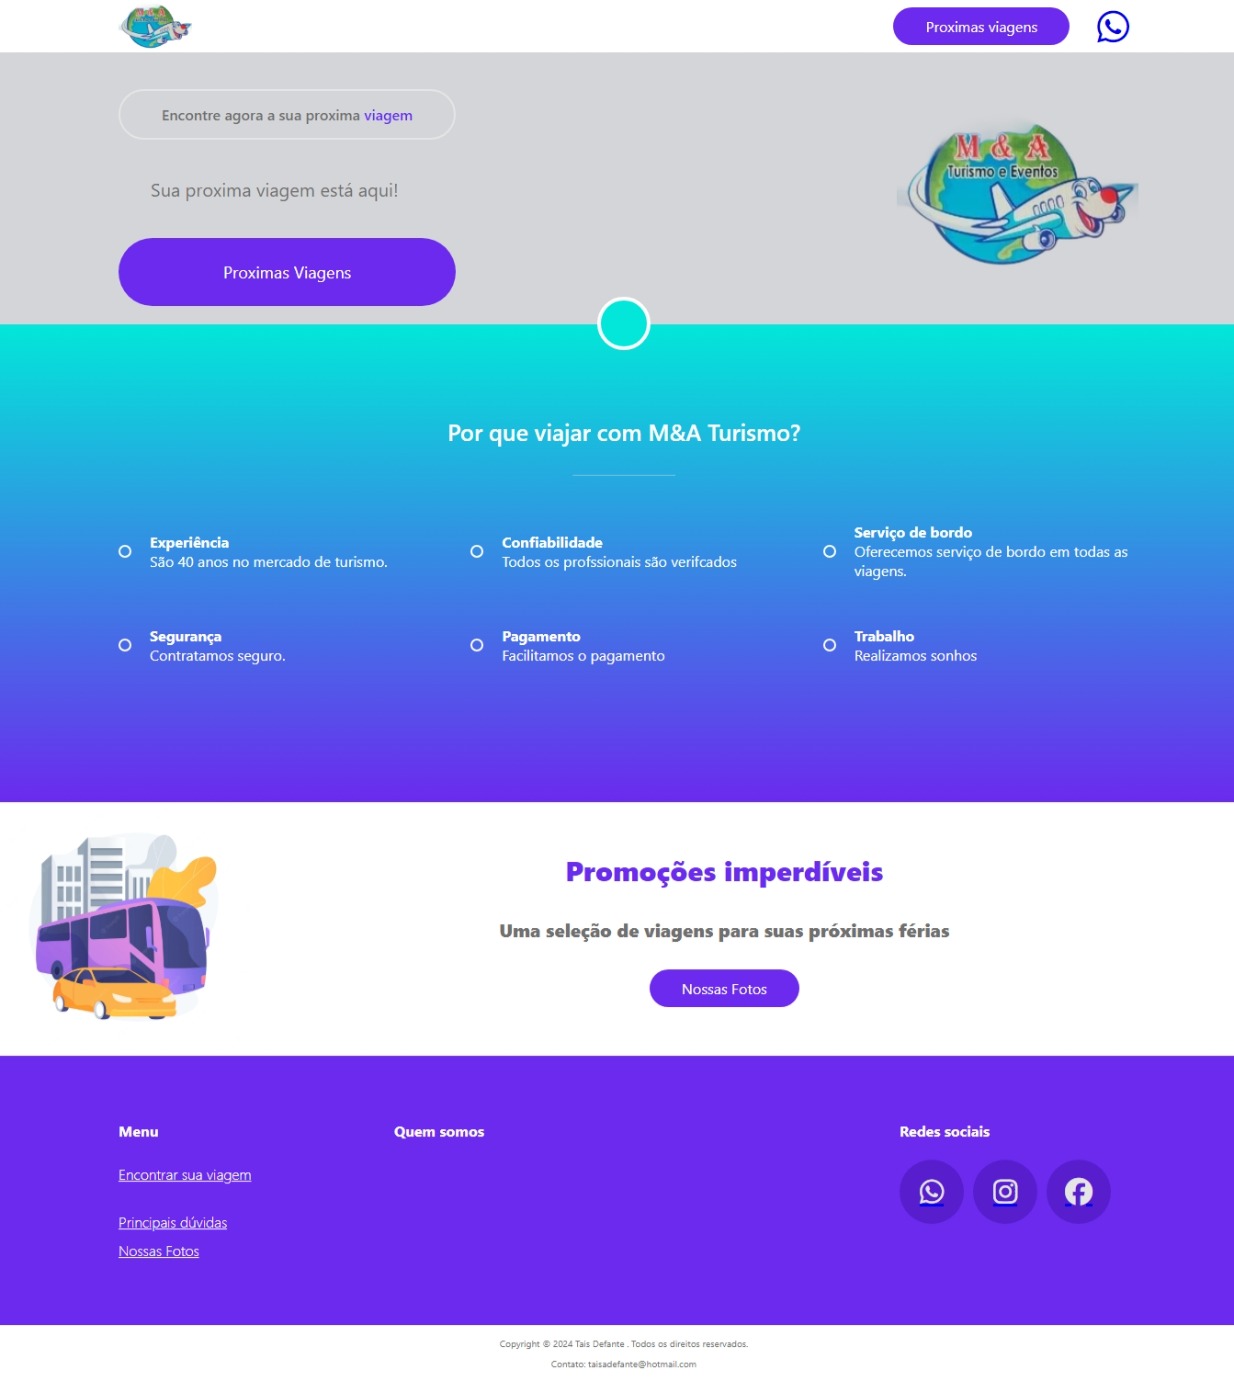 M & A
Turismo e Eventos
Proximas viagens
Encontre agora a sua proxima viagem
Sua proxima viagem está aqui!
Proximas Viagens
M & A
Turismo e Eventos
Por que viajar com M&A Turismo?
Experiência
São 40 anos no mercado de turismo.
Confiabilidade
Todos os profssionais são verifcados
Serviço de bordo
Oferecemos serviço de bordo em todas as
viagens.
Segurança
Contratamos seguro.
Pagamento
Facilitamos o pagamento
Trabalho
Realizamos sonhos
Promoções imperdíveis
Uma seleção de viagens para suas próximas férias
Nossas Fotos
Menu
Encontrar sua viagem
Principais dúvidas
Nossas Fotos
Quem somos
Redes sociais
Copyright © 2024 Tais Defante . Todos os direitos reservados.
Contato: taisadefante@hotmail.com